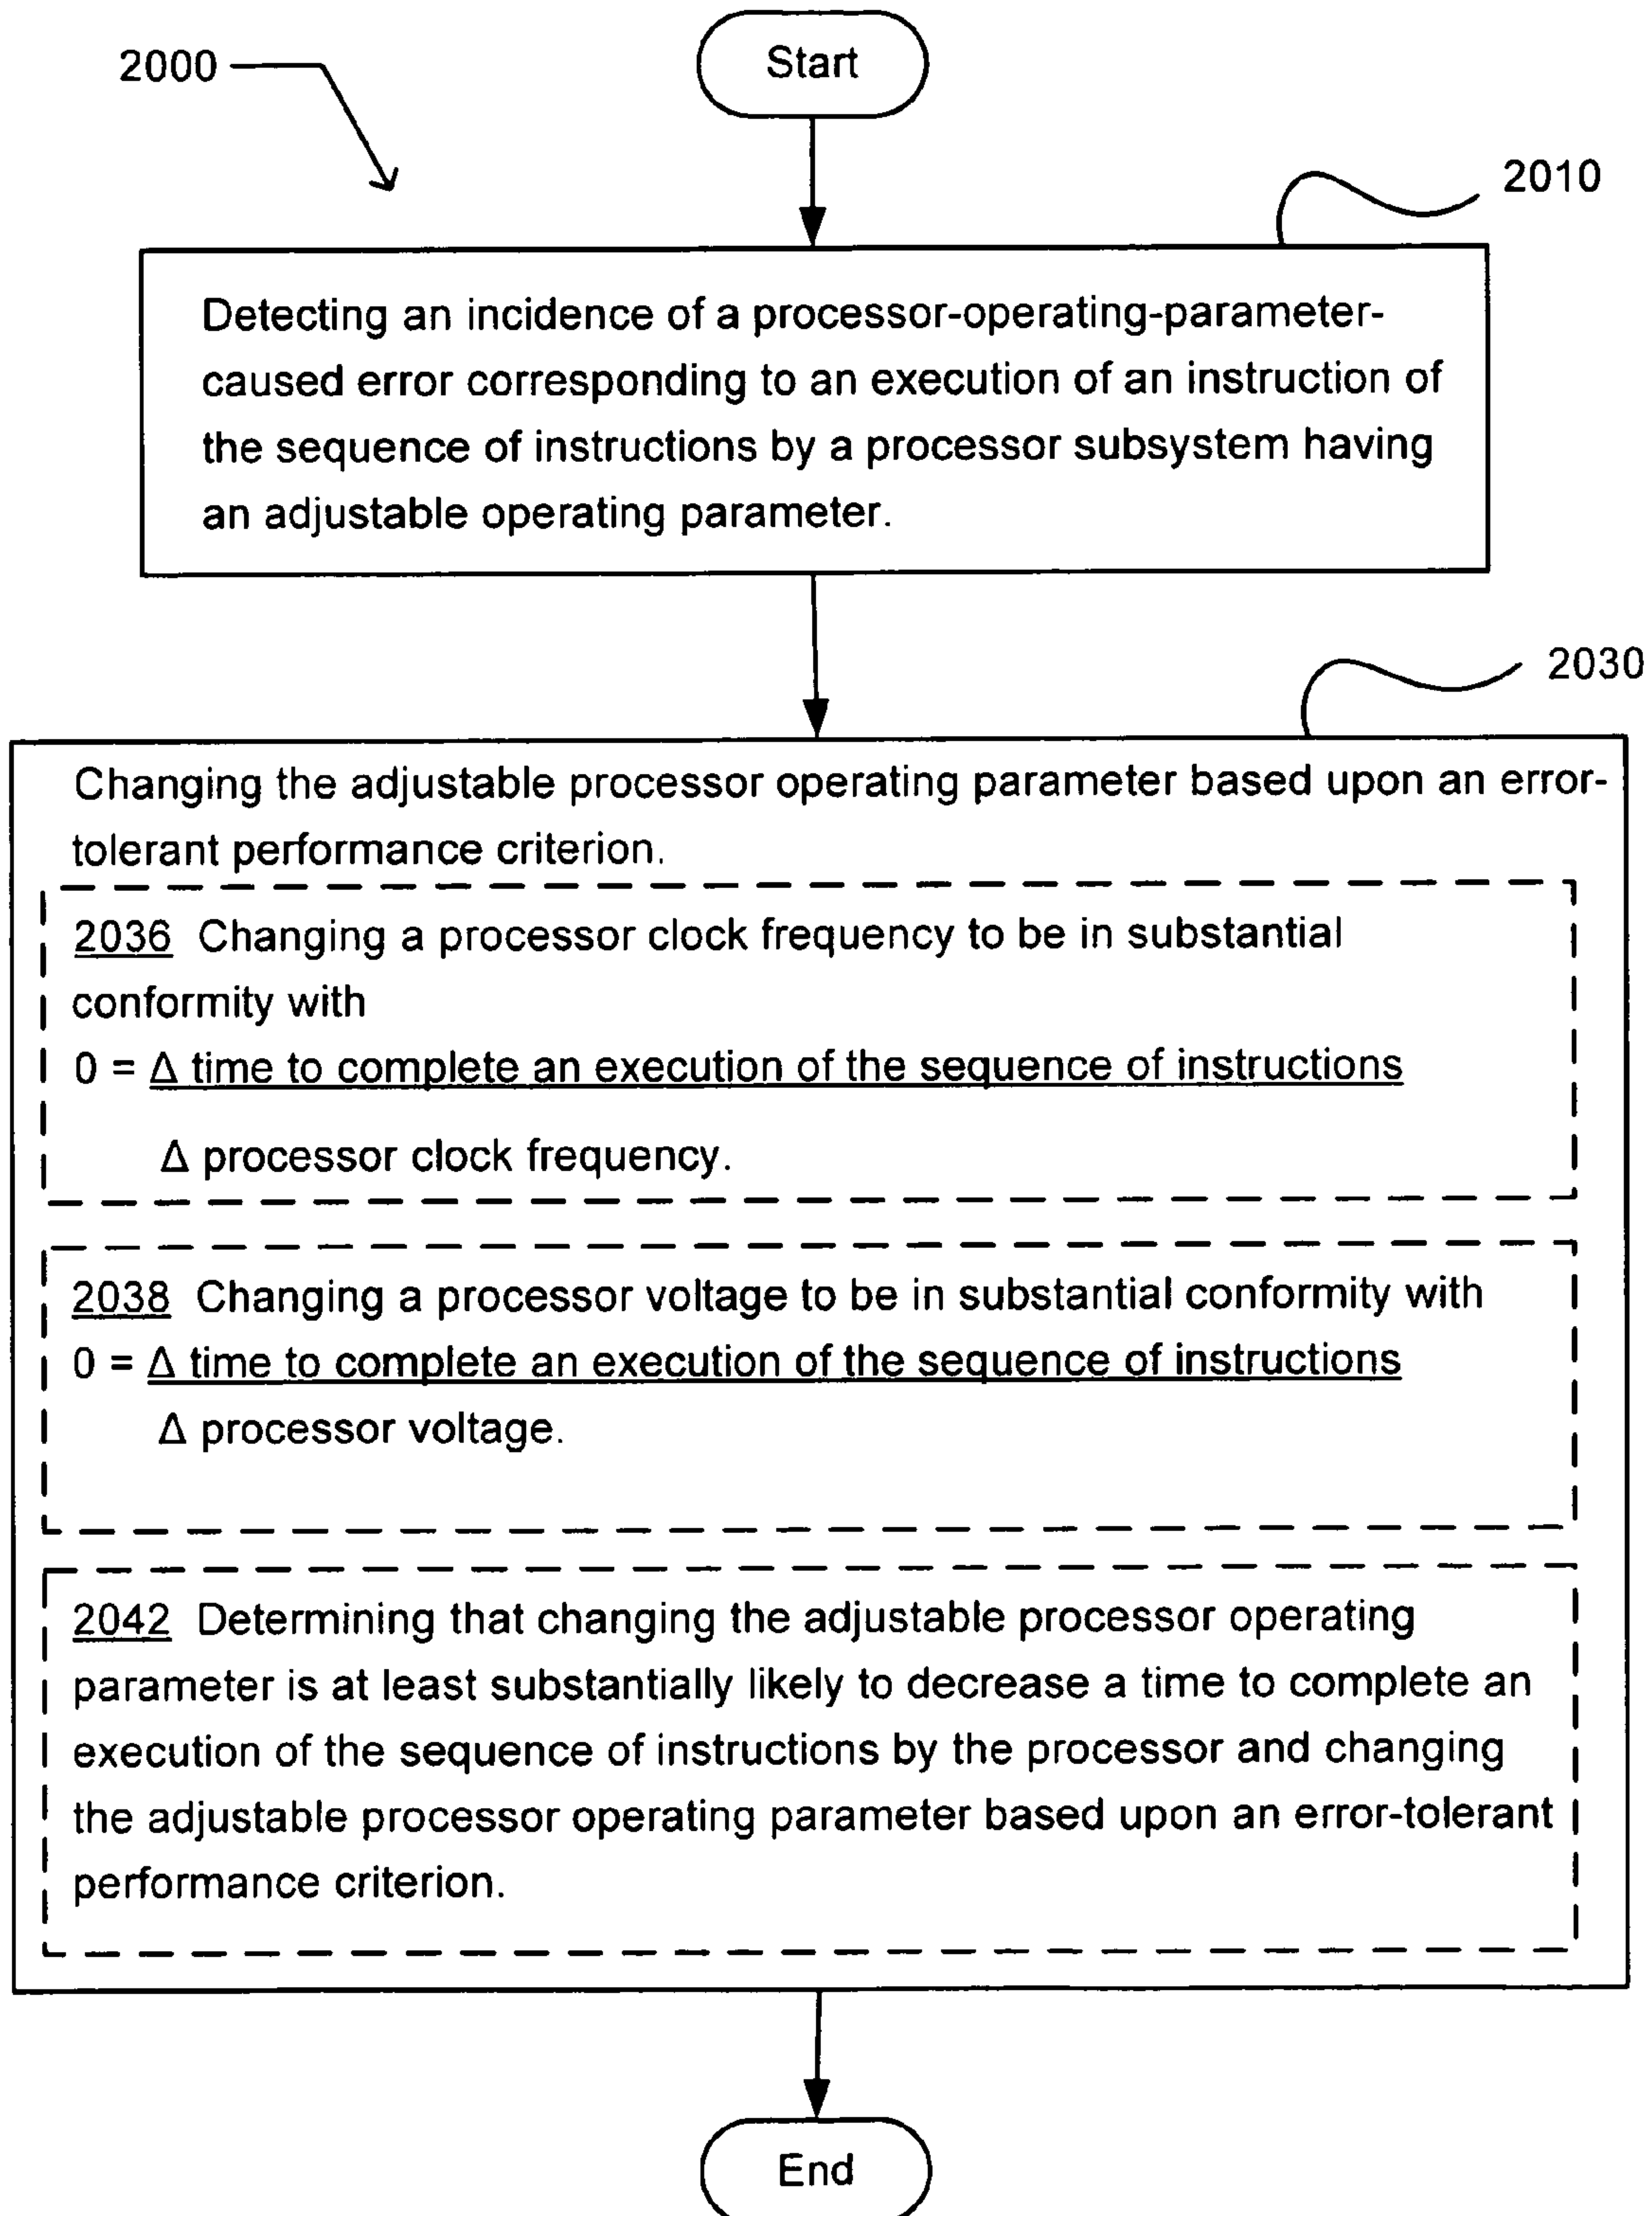 Start
2000
2010
Detecting an incidence of a processor-operating-parameter-
caused error corresponding to an execution of an instruction of
the sequence of instructions by a processor subsystem having
an adjustable operating parameter.
2030
Changing the adjustable processor operating parameter based upon an error-
tolerant performance criterion.
2036 Changing a processor clock frequency to be in substantial
conformity with
0 = Δ time to complete an execution of the sequence of instructions
Δ processor clock frequency.
2038 Changing a processor voltage to be in substantial conformity with
0 = Δ time to complete an execution of the sequence of instructions
Δ processor voltage.
2042 Determining that changing the adjustable processor operating
parameter is at least substantially likely to decrease a time to complete an
execution of the sequence of instructions by the processor and changing
the adjustable processor operating parameter based upon an error-tolerant
performance criterion.
End